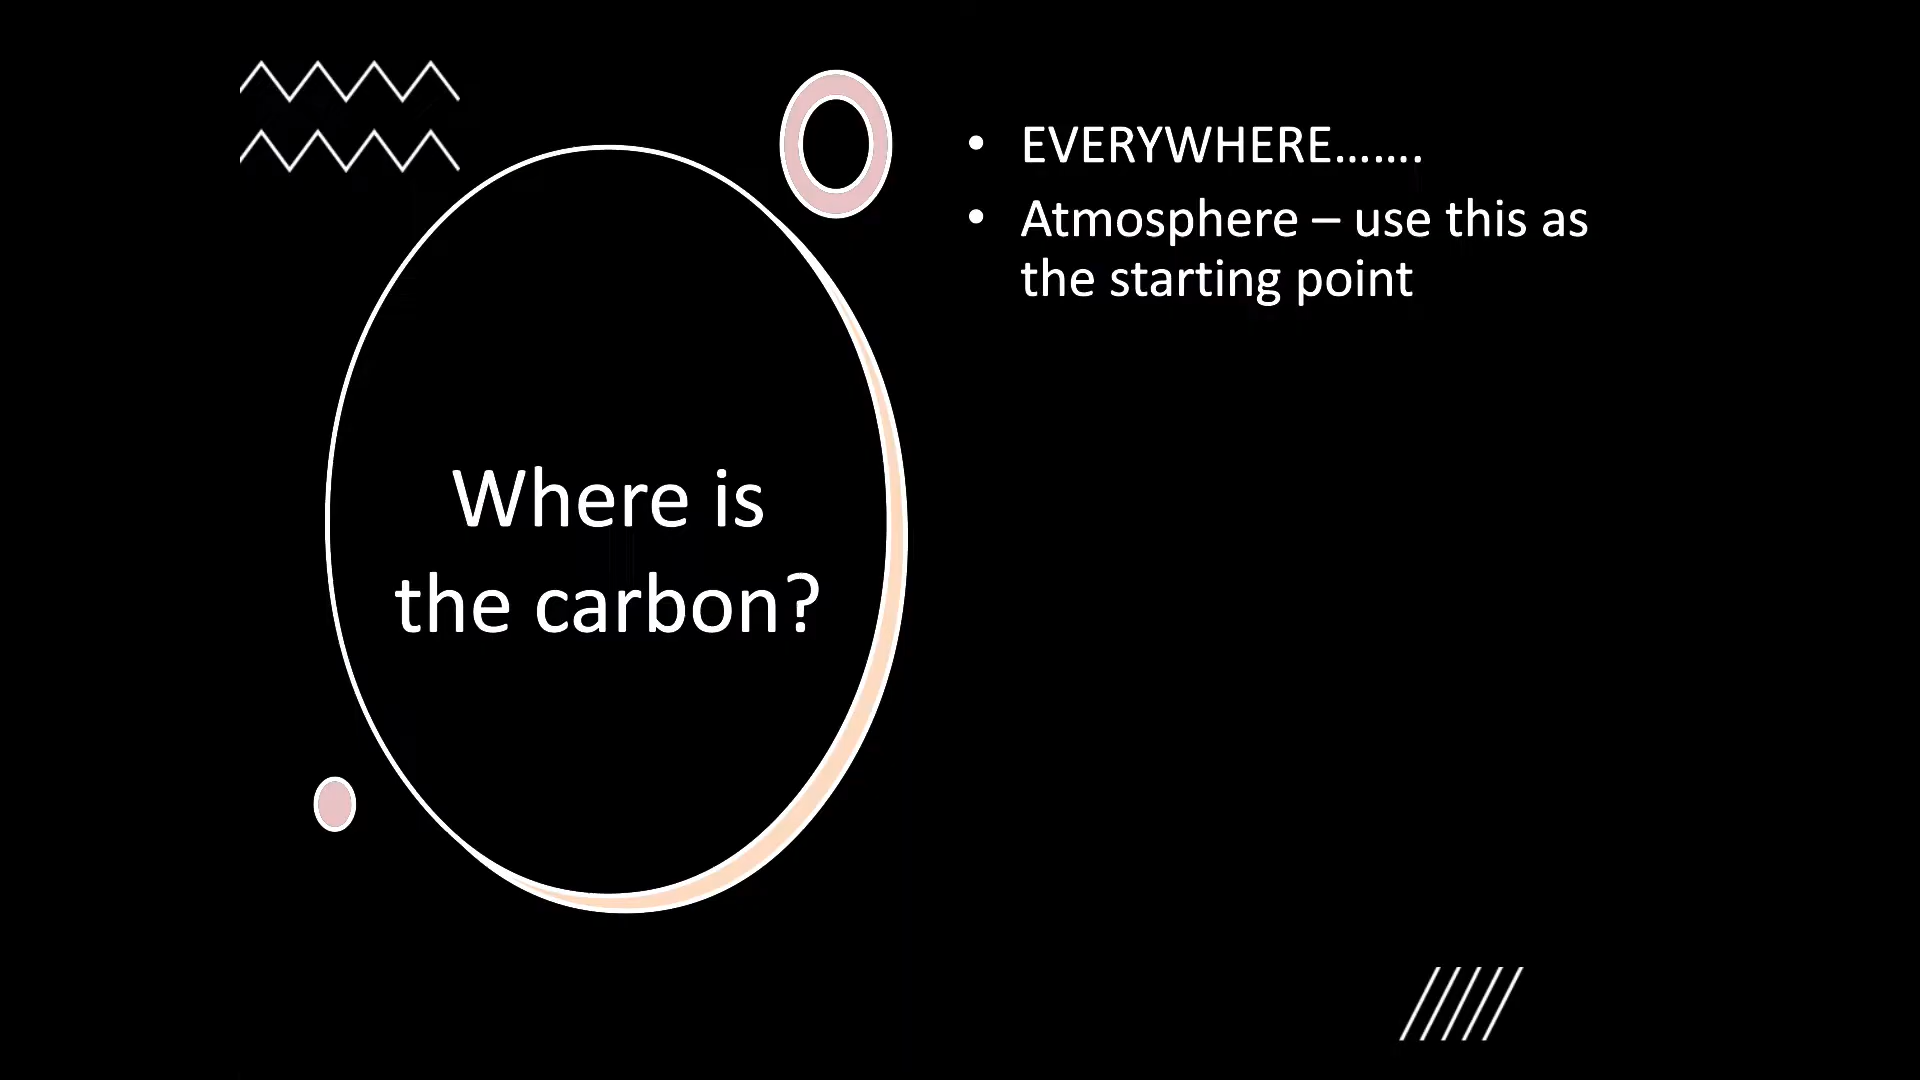 Where is
the carbon?
• EVERYWHERE…….
• Atmosphere – use this as
the starting point